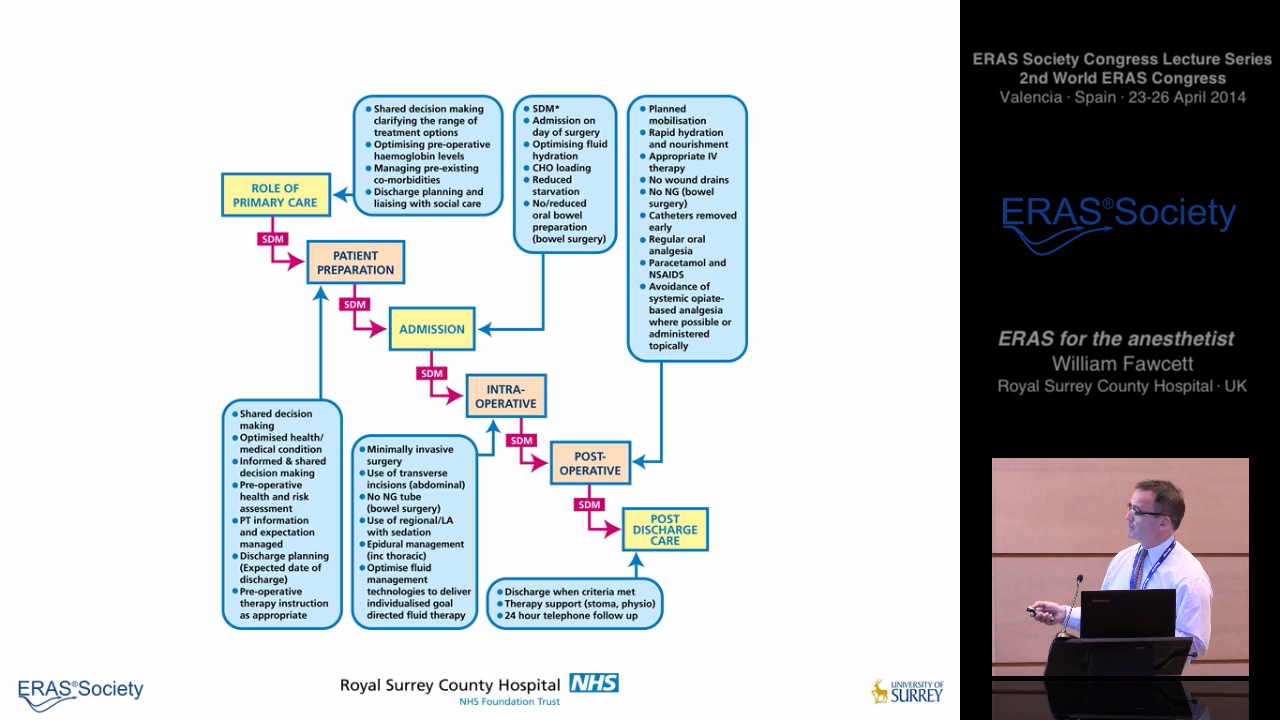 Shared decision making
clarifying the range of
treatment options
Optimising pre-operative
haemoglobin levels
Managing pre-existing
co-morbidities
Discharge planning and
liaising with social care
SDM*
Admission on
day of surgery
Optimising fluid
hydration
CHO loading
Reduced
starvation
No/reduced
oral bowel
preparation
(bowel surgery)
Planned
mobilisation
Rapid hydration
and nourishment
Appropriate IV
therapy
No wound drains
No NG (bowel
surgery)
Catheters removed
early
Regular oral
analgesia
Paracetamol and
NSAIDS
Avoidance of
systemic opiate-
based analgesia
where possible or
administered
topically
ROLE OF
PRIMARY CARE
SDM
PATIENT
PREPARATION
SDM
ADMISSION
SDM
INTRA-
OPERATIVE
SDM
POST-
OPERATIVE
SDM
POST
DISCHARGE
CARE
Shared decision
making
Optimised health/
medical condition
Informed & shared
decision making
Pre-operative
health and risk
assessment
PT information
and expectation
managed
Discharge planning
(Expected date of
discharge)
Pre-operative
therapy instruction
as appropriate
Minimally invasive
surgery
Use of transverse
incisions (abdominal)
No NG tube
(bowel surgery)
Use of regional/LA
with sedation
Epidural management
(inc thoracic)
Optimise fluid
management
technologies to deliver
individualised goal
directed fluid therapy
Discharge when criteria met
Therapy support (stoma, physio)
24 hour telephone follow up
ERAS®Society
Royal Surrey County Hospital NHS
NHS Foundation Trust
UNIVERSITY OF
SURREY
ERAS Society Congress Lecture Series
2nd World ERAS Congress
Valencia · Spain · 23-26 April 2014
ERAS®Society
ERAS for the anesthetist
William Fawcett
Royal Surrey County Hospital · UK